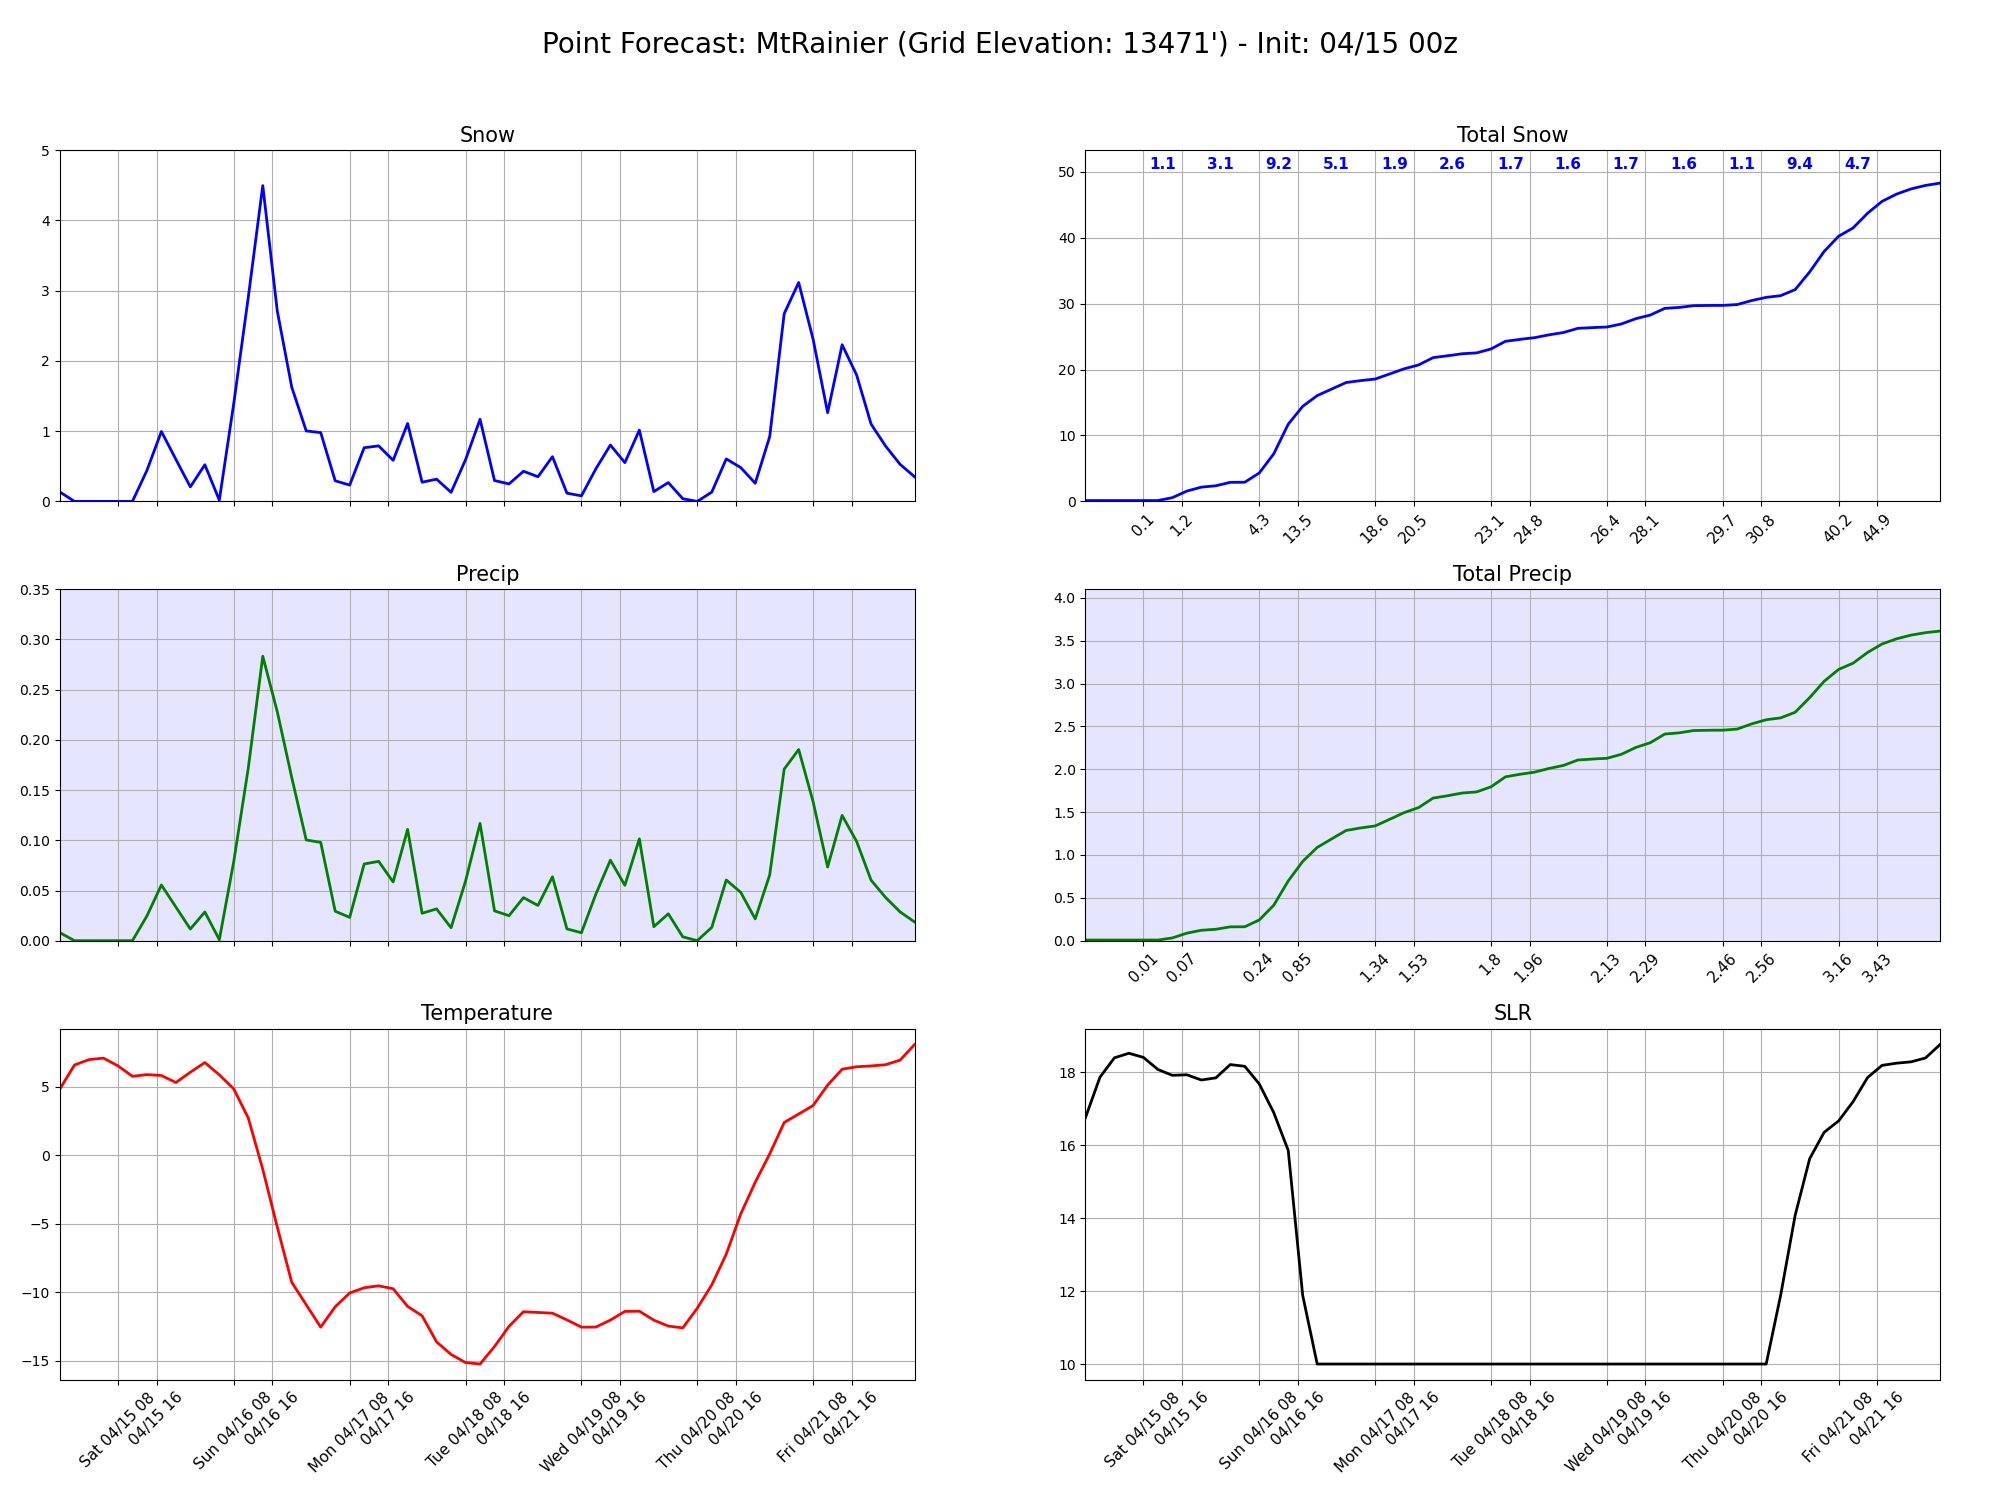 Point Forecast: MtRainier (Grid Elevation: 13471') - Init: 04/15 00z
Snow
5
4
3
2
1
0
Total Snow
1.1 3.1 9.2 5.1 1.9 2.6 1.7 1.6 1.7 1.6 1.1 9.4 4.7
50
40
30
20
10
0
0.1 1.2 4.3 13.5 18.6 20.5 23.1 24.8 26.4 28.1 29.7 30.8 40.2 44.9
Precip
0.35
0.30
0.25
0.20
0.15
0.10
0.05
0.00
Total Precip
4.0
3.5
3.0
2.5
2.0
1.5
1.0
0.5
0.0
0.01 0.07 0.24 0.85 1.34 1.53 1.8 1.96 2.13 2.29 2.46 2.56 3.16 3.43
Temperature
5
0
−5
−10
−15
Sat 04/15 08
04/15 16
Sun 04/16 08
04/16 16
Mon 04/17 08
04/17 16
Tue 04/18 08
04/18 16
Wed 04/19 08
04/19 16
Thu 04/20 08
04/20 16
Fri 04/21 08
04/21 16
SLR
18
16
14
12
10
Sat 04/15 08
04/15 16
Sun 04/16 08
04/16 16
Mon 04/17 08
04/17 16
Tue 04/18 08
04/18 16
Wed 04/19 08
04/19 16
Thu 04/20 08
04/20 16
Fri 04/21 08
04/21 16